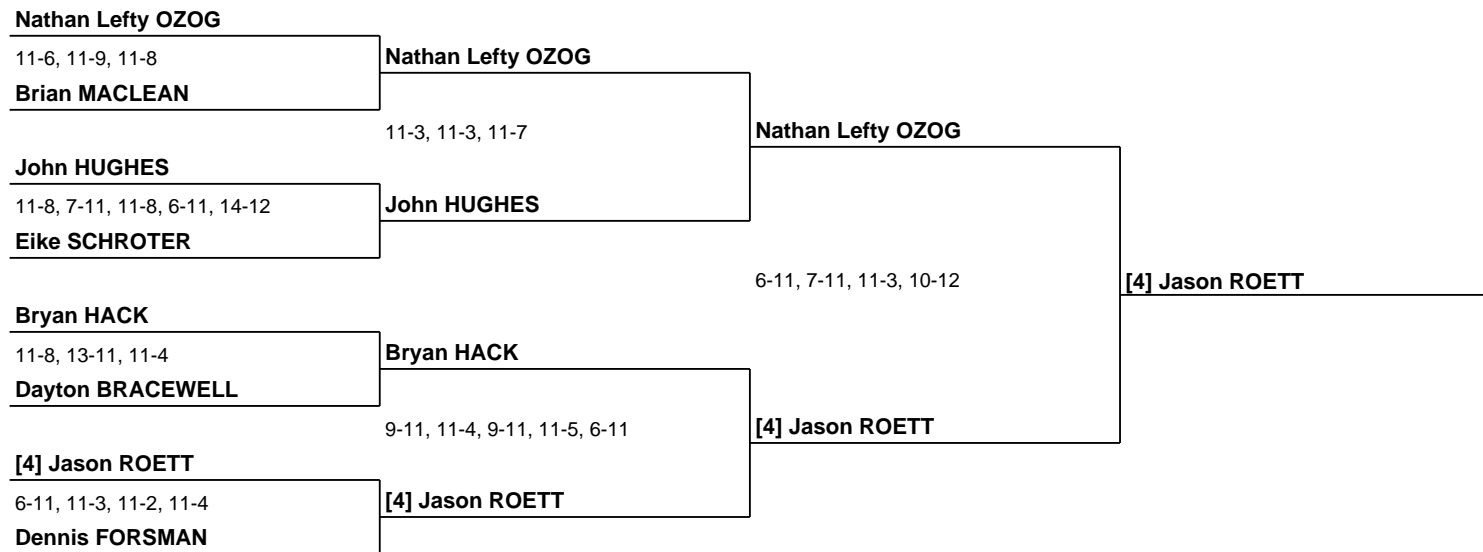 Nathan Lefty OZOG
11-6, 11-9, 11-8
Nathan Lefty OZOG
Brian MACLEAN
11-3, 11-3, 11-7
Nathan Lefty OZOG
John HUGHES
11-8, 7-11, 11-8, 6-11, 14-12
John HUGHES
Eike SCHROTER
6-11, 7-11, 11-3, 10-12
[4] Jason ROETT
Bryan HACK
11-8, 13-11, 11-4
Bryan HACK
Dayton BRACEWELL
9-11, 11-4, 9-11, 11-5, 6-11
[4] Jason ROETT
[4] Jason ROETT
6-11, 11-3, 11-2, 11-4
[4] Jason ROETT
Dennis FORSMAN